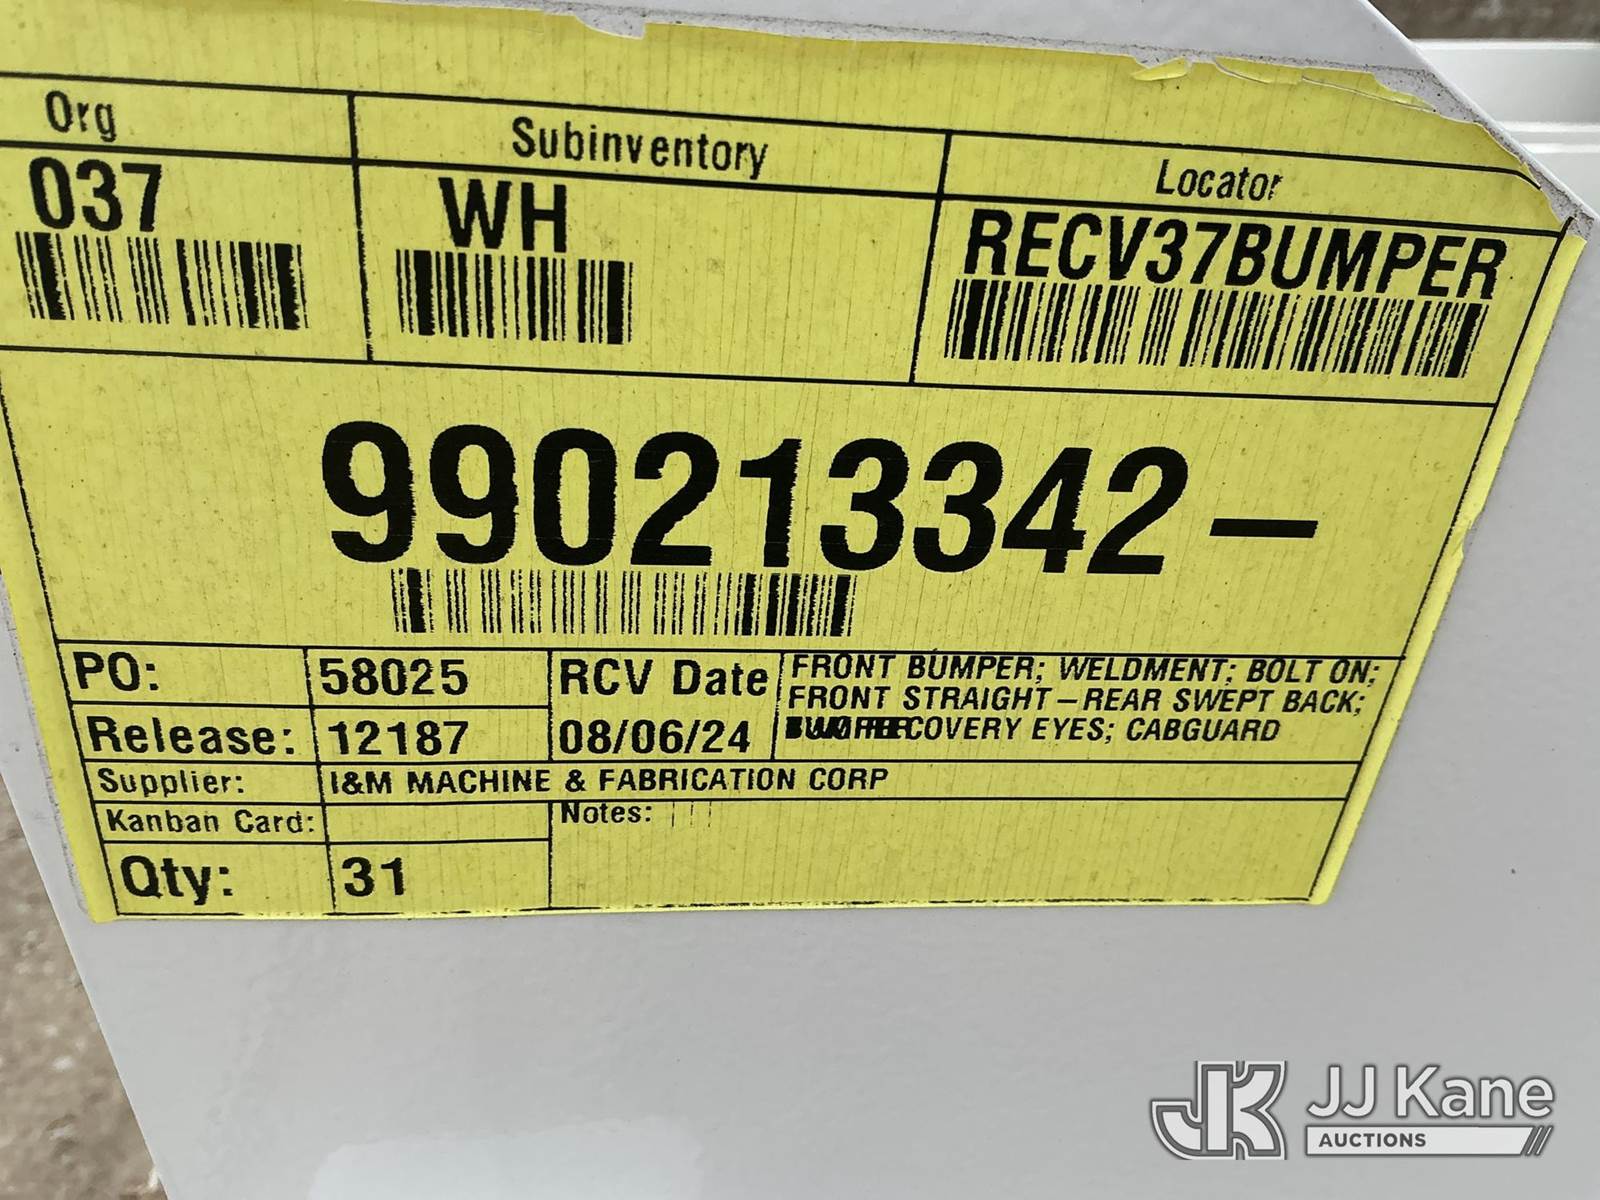 Org Subinventory Locator
037 WH RECV37BUMPER
990213342-
PO: 58025 RCV Date
Release: 12187 08/06/24
FRONT BUMPER; WELDMENT; BOLT ON;
FRONT STRAIGHT-REAR SWEPT BACK;
EYES; CABGUARD
Supplier: I&M MACHINE & FABRICATION CORP
Kanban Card: Notes:
Qty: 31
JK JJ Kane
AUCTIONS